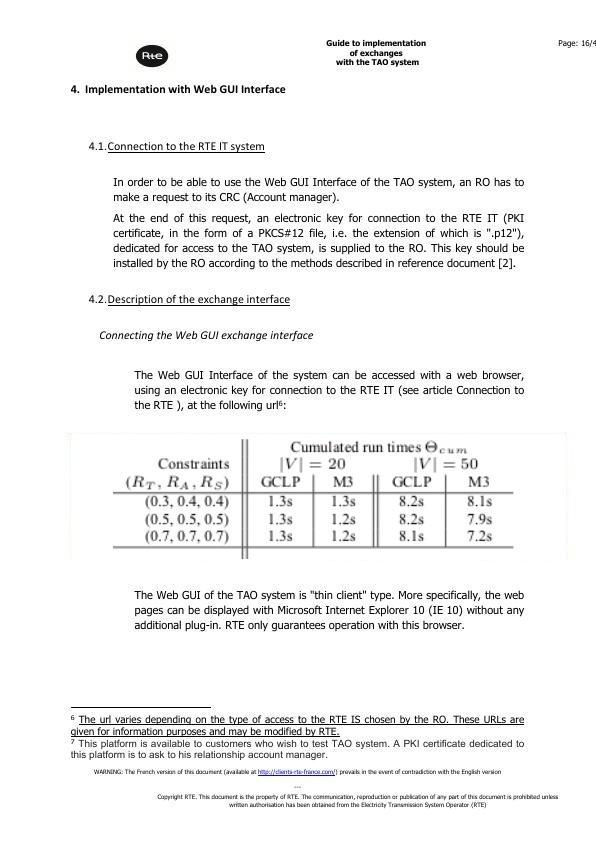 Rte
Guide to implementation
of exchanges
with the TAO system
Page: 16/4
4. Implementation with Web GUI Interface
4.1.Connection to the RTE IT system
In order to be able to use the Web GUI Interface of the TAO system, an RO has to
make a request to its CRC (Account manager).
At the end of this request, an electronic key for connection to the RTE IT (PKI
certificate, in the form of a PKCS#12 file, i.e. the extension of which is ".p12"),
dedicated for access to the TAO system, is supplied to the RO. This key should be
installed by the RO according to the methods described in reference document [2].
4.2.Description of the exchange interface
Connecting the Web GUI exchange interface
The Web GUI Interface of the system can be accessed with a web browser,
using an electronic key for connection to the RTE IT (see article Connection to
the RTE ), at the following url⁶:
Cumulated run times Θcum
Constraints |V| = 20 |V| = 50
(RT, RA, RS) GCLP M3 GCLP M3
(0.3, 0.4, 0.4) 1.3s 1.3s 8.2s 8.1s
(0.5, 0.5, 0.5) 1.3s 1.2s 8.2s 7.9s
(0.7, 0.7, 0.7) 1.3s 1.2s 8.1s 7.2s
The Web GUI of the TAO system is "thin client" type. More specifically, the web
pages can be displayed with Microsoft Internet Explorer 10 (IE 10) without any
additional plug-in. RTE only guarantees operation with this browser.
⁶ The url varies depending on the type of access to the RTE IS chosen by the RO. These URLs are
given for information purposes and may be modified by RTE.
⁷ This platform is available to customers who wish to test TAO system. A PKI certificate dedicated to
this platform is to ask to his relationship account manager.
WARNING: The French version of this document (available at http://clients-rte-france.com/) prevails in the event of contradiction with the English version
---
Copyright RTE. This document is the property of RTE. The communication, reproduction or publication of any part of this document is prohibited unless
written authorisation has been obtained from the Electricity Transmission System Operator (RTE)